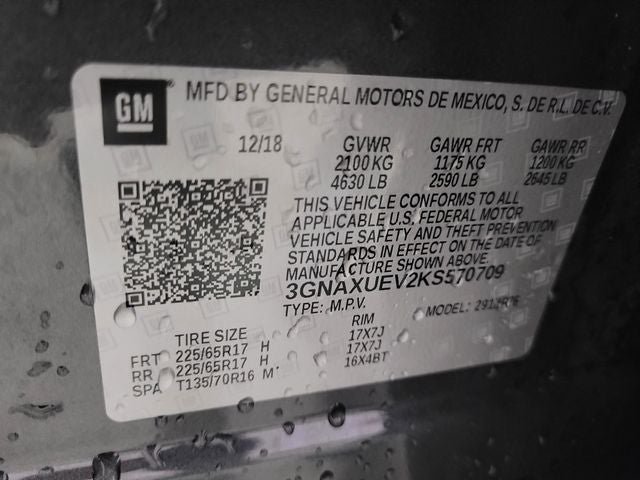 GM
MFD BY GENERAL MOTORS DE MEXICO, S. DE R.L. DE C.V.
12/18 GVWR GAWR FRT GAWR RR
2100 KG 1175 KG 1200 KG
4630 LB 2590 LB 2645 LB
THIS VEHICLE CONFORMS TO ALL
APPLICABLE U.S. FEDERAL MOTOR
VEHICLE SAFETY AND THEFT PREVENTION
STANDARDS IN EFFECT ON THE DATE OF
MANUFACTURE SHOWN ABOVE.
3GNAXUEV2KS570709
TYPE: M.P.V. MODEL:
TIRE SIZE RIM
FRT 225/65R17 H 17X7J
RR 225/65R17 H 17X7J
SPA T135/70R16 M 16X4BT